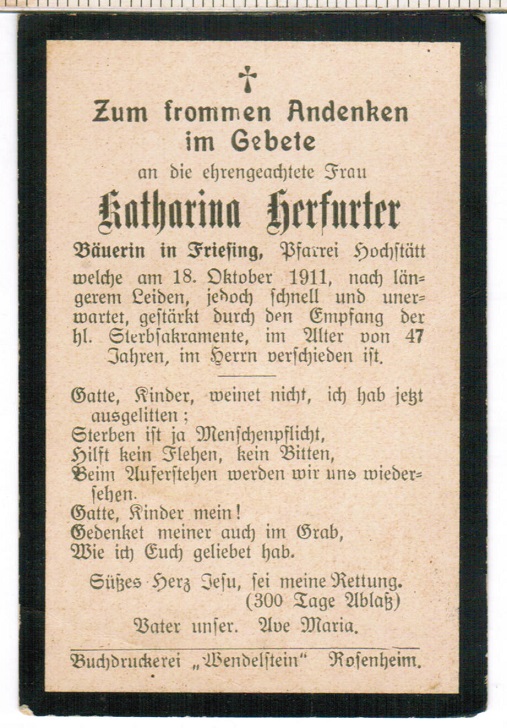 Zum frommen Andenken
im Gebete
an die ehrengeachtete Frau
Katharina Herfurter
Bäuerin in Friesing, Pfarrei Hochstätt
welche am 18. Oktober 1911, nach län-
gerem Leiden, jedoch schnell und uner-
wartet, gestärkt durch den Empfang der
hl. Sterbsakramente, im Alter von 47
Jahren, im Herrn verschieden ist.
Gatte, Kinder, weinet nicht, ich hab jetzt
ausgelitten;
Sterben ist ja Menschenpflicht,
Hilft kein Flehen, kein Bitten,
Beim Auferstehen werden wir uns wieder-
sehen.
Gatte, Kinder mein!
Gedenket meiner auch im Grab,
Wie ich Euch geliebet hab.
Süßes Herz Jesu, sei meine Rettung.
(300 Tage Ablaß)
Vater unser. Ave Maria.
Buchdruckerei „Wendelstein" Rosenheim.